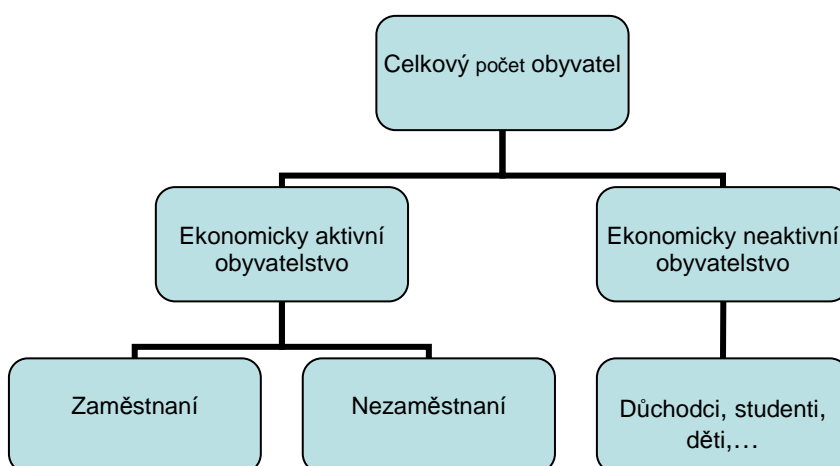 Celkový počet obyvatel
Ekonomicky aktivní
obyvatelstvo
Ekonomicky neaktivní
obyvatelstvo
Zaměstnaní
Nezaměstnaní
Důchodci, studenti,
děti,…